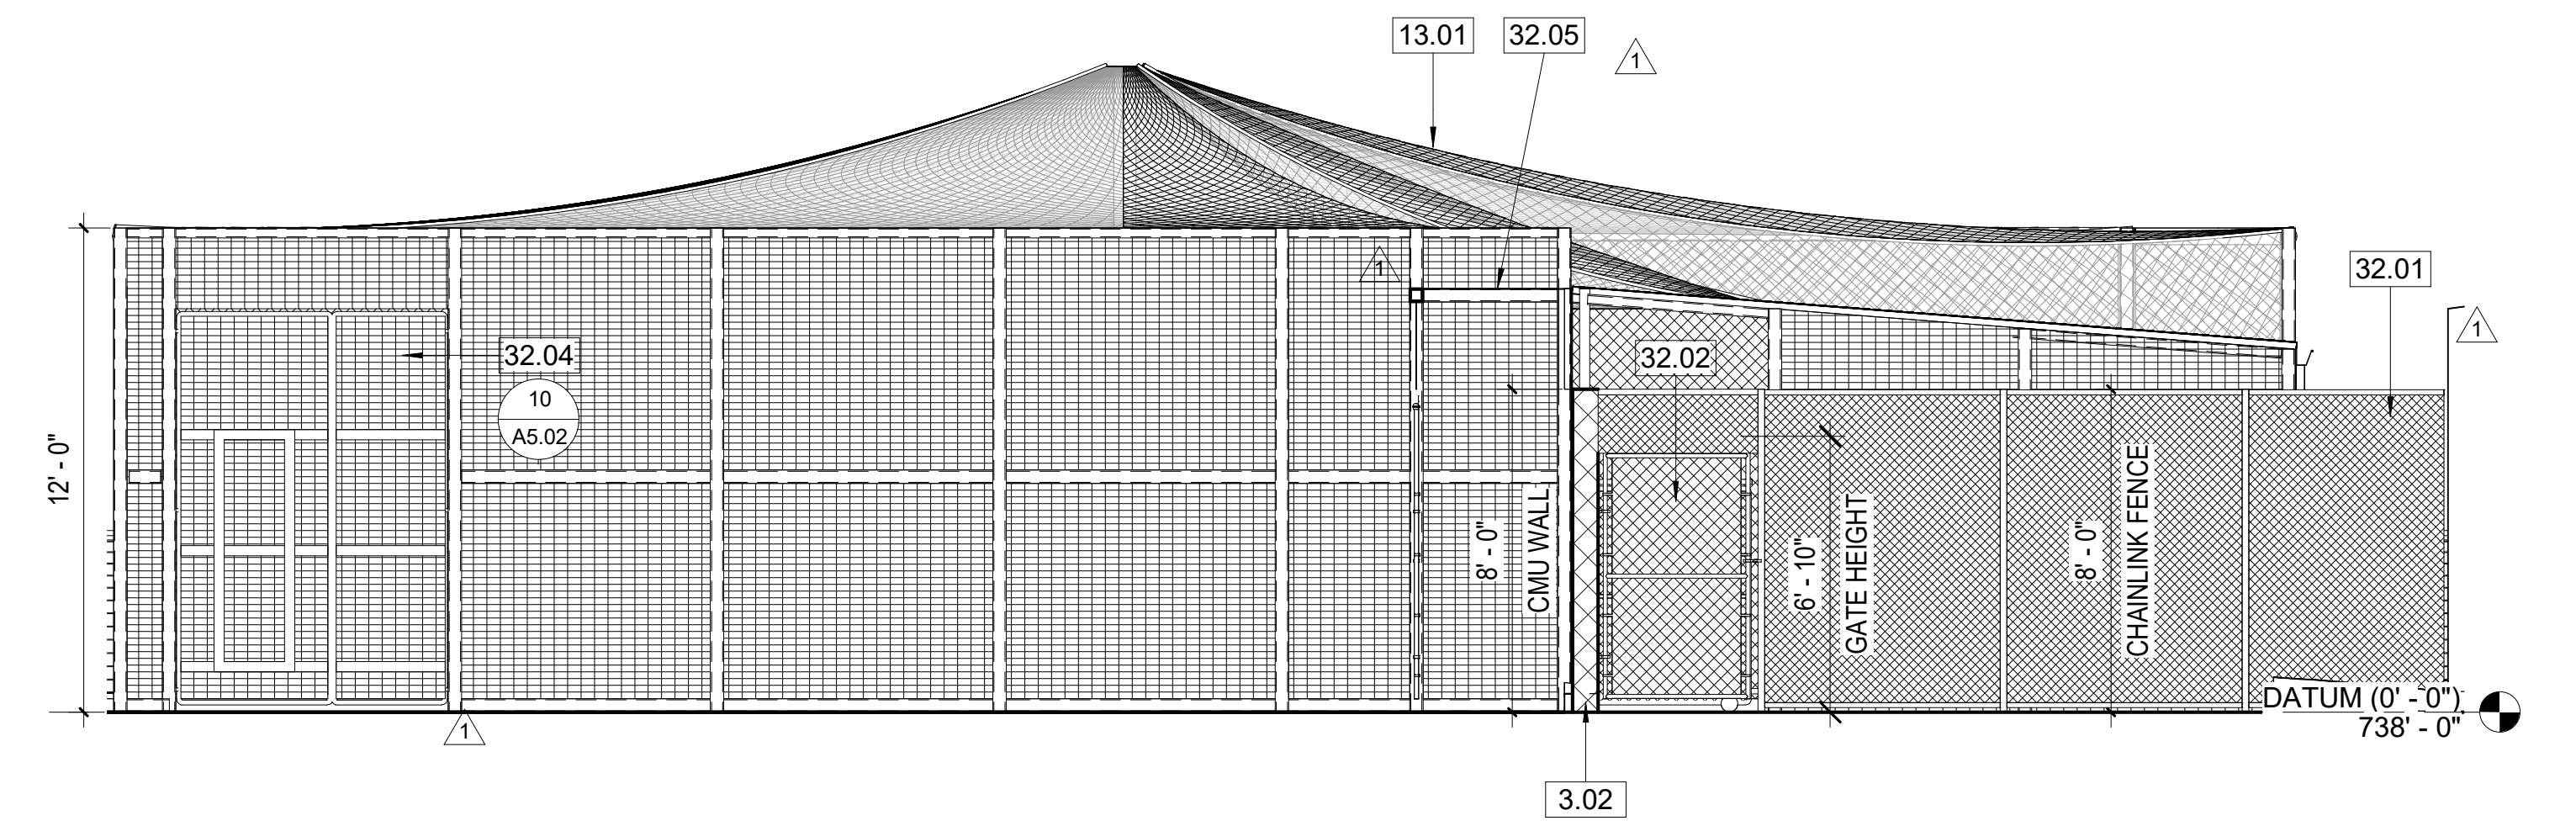 13.01
32.05
1
1
32.01
1
32.04
32.02
10
A5.02
12' - 0"
8' - 0"
CMU WALL
6' - 10"
GATE HEIGHT
8' - 0"
CHAINLINK FENCE
DATUM (0' - 0")
738' - 0"
1
3.02